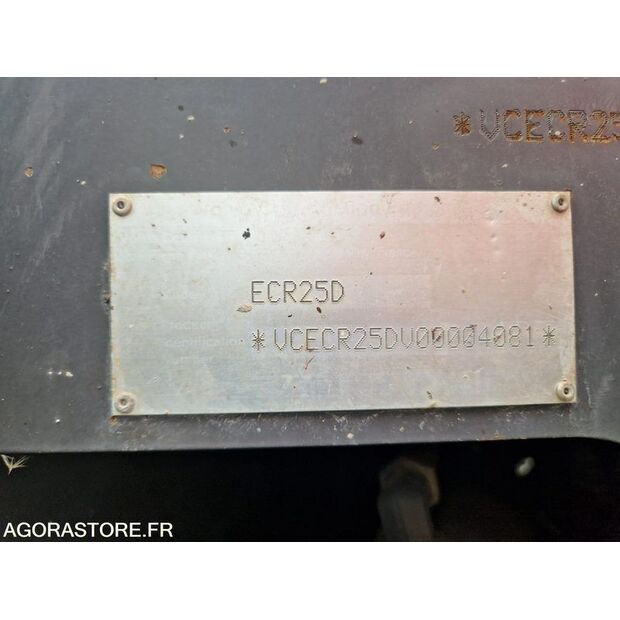 *VCECR25
ECR25D
*VCECR25DV00004081*
AGORASTORE.FR